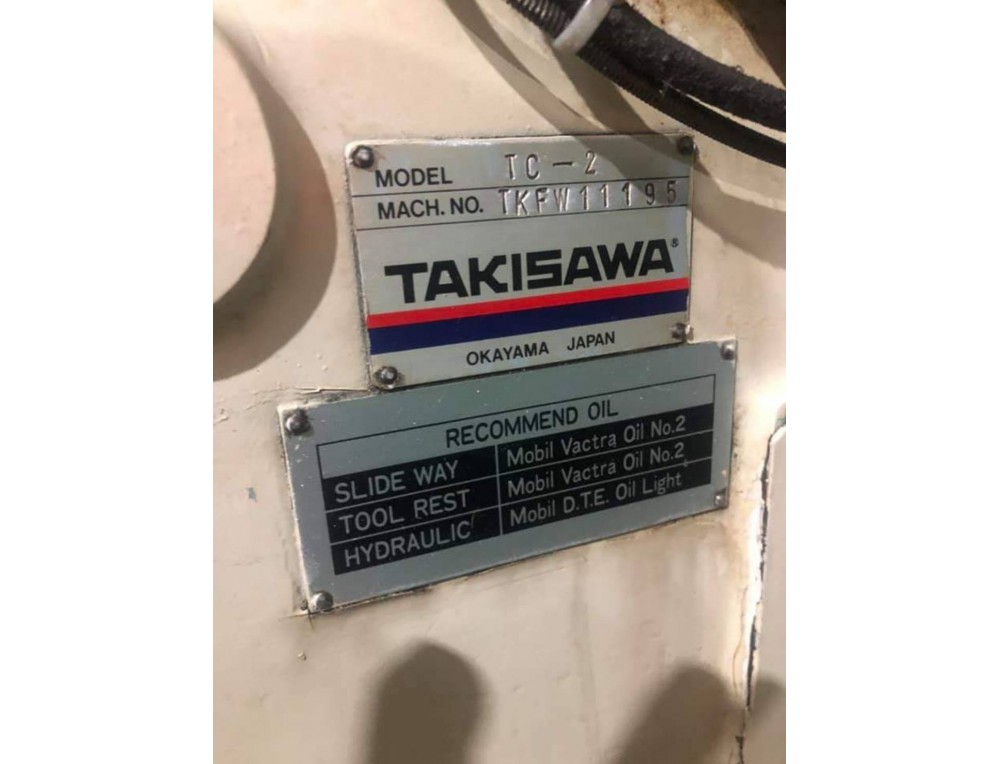 MODEL TC-2
MACH. NO. TKFW11195
TAKISAWA®
OKAYAMA JAPAN
RECOMMEND OIL
SLIDE WAY Mobil Vactra Oil No.2
TOOL REST Mobil Vactra Oil No.2
HYDRAULIC Mobil D.T.E. Oil Light